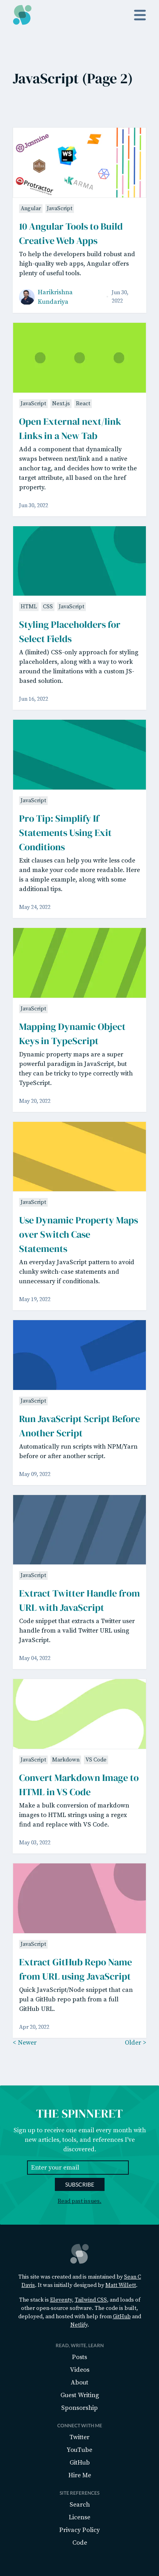 JavaScript (Page 2)
Jasmine
WS
Protractor
KARMA
Angular JavaScript
10 Angular Tools to Build
Creative Web Apps
To help the developers build robust and
high-quality web apps, Angular offers
plenty of useful tools.
Harikrishna
Kundariya
Jun 30,
2022
JavaScript Next.js React
Open External next/link
Links in a New Tab
Add a component that dynamically
swaps between next/link and a native
anchor tag, and decides how to write the
target attribute, all based on the href
property.
Jun 30, 2022
HTML CSS JavaScript
Styling Placeholders for
Select Fields
A (limited) CSS-only approach for styling
placeholders, along with a way to work
around the limitations with a custom JS-
based solution.
Jun 16, 2022
JavaScript
Pro Tip: Simplify If
Statements Using Exit
Conditions
Exit clauses can help you write less code
and make your code more readable. Here
is a simple example, along with some
additional tips.
May 24, 2022
JavaScript
Mapping Dynamic Object
Keys in TypeScript
Dynamic property maps are a super
powerful paradigm in JavaScript, but
they can be tricky to type correctly with
TypeScript.
May 20, 2022
JavaScript
Use Dynamic Property Maps
over Switch Case
Statements
An everyday JavaScript pattern to avoid
clunky switch-case statements and
unnecessary if conditionals.
May 19, 2022
JavaScript
Run JavaScript Script Before
Another Script
Automatically run scripts with NPM/Yarn
before or after another script.
May 09, 2022
JavaScript
Extract Twitter Handle from
URL with JavaScript
Code snippet that extracts a Twitter user
handle from a valid Twitter URL using
JavaScript.
May 04, 2022
JavaScript Markdown VS Code
Convert Markdown Image to
HTML in VS Code
Make a bulk conversion of markdown
images to HTML strings using a regex
find and replace with VS Code.
May 03, 2022
JavaScript
Extract GitHub Repo Name
from URL using JavaScript
Quick JavaScript/Node snippet that can
pull a GitHub repo path from a full
GitHub URL.
Apr 20, 2022
< Newer
Older >
THE SPINNERET
Sign up to receive one email every month with
new articles, tools, and references I've
discovered.
Enter your email
SUBSCRIBE
Read past issues.
This site was created and is maintained by Sean C
Davis. It was initially designed by Matt Willett.
The stack is Eleventy, Tailwind CSS, and loads of
other open-source software. The code is built,
deployed, and hosted with help from GitHub and
Netlify.
READ, WRITE, LEARN
Posts
Videos
About
Guest Writing
Sponsorship
CONNECT WITH ME
Twitter
YouTube
GitHub
Hire Me
SITE REFERENCES
Search
License
Privacy Policy
Code